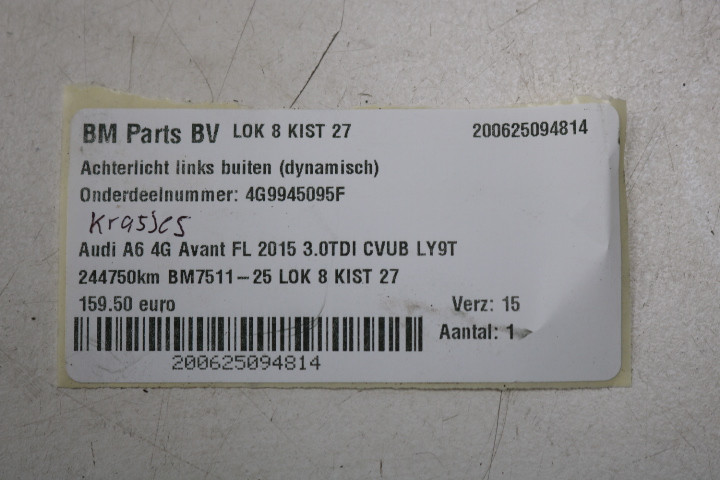 BM Parts BV LOK 8 KIST 27 200625094814
Achterlicht links buiten (dynamisch)
Onderdeelnummer: 4G9945095F
Krasjes
Audi A6 4G Avant FL 2015 3.0TDI CVUB LY9T
244750km BM7511-25 LOK 8 KIST 27
159.50 euro Verz: 15
Aantal: 1
200625094814